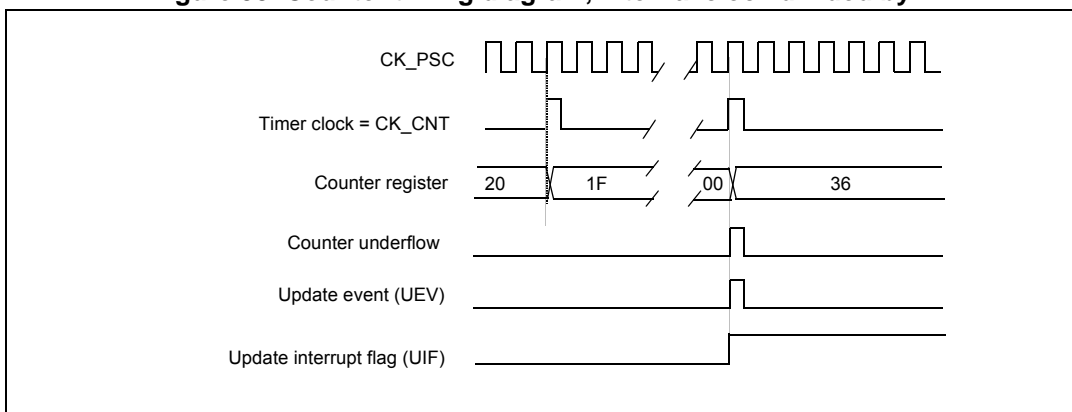 CK_PSC
Timer clock = CK_CNT
Counter register 20 1F 00 36
Counter underflow
Update event (UEV)
Update interrupt flag (UIF)